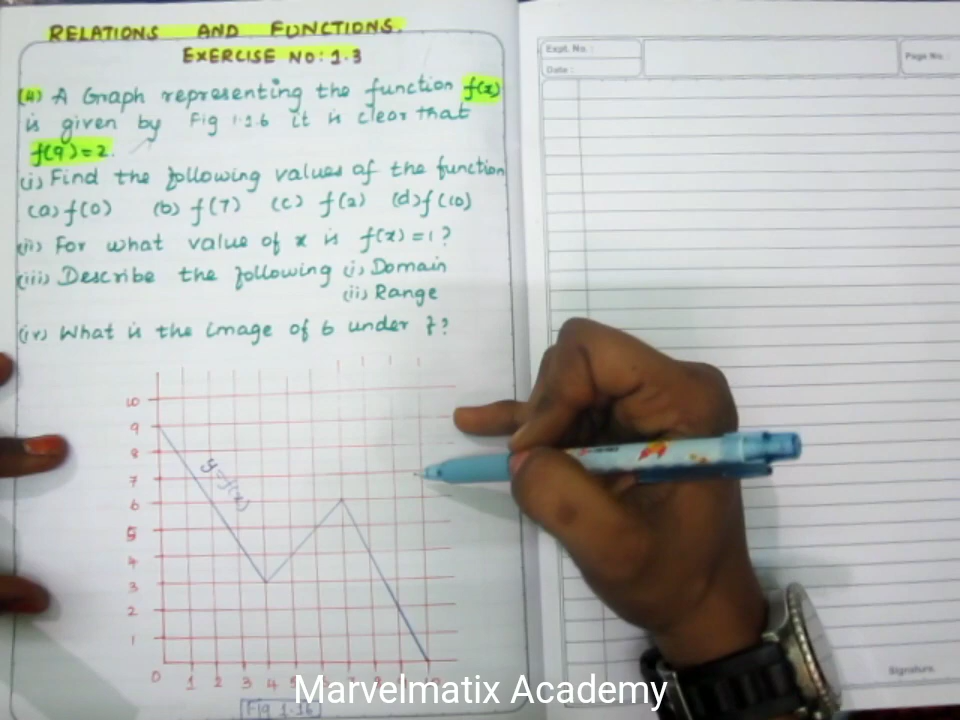 RELATIONS AND FUNCTIONS.
EXERCISE NO: 1.3
(4) A Graph representing the function f(x)
is given by Fig 1.16 it is clear that
f(9)=2.
(i) Find the following values of the function
(a) f(0) (b) f(7) (c) f(2) (d) f(10)
(ii) For what value of x is f(x) = 1?
(iii) Describe the following (i) Domain
(ii) Range
(iv) What is the image of 6 under f?
10
9
8
7
6
5
4
3
2
1
y=f(x)
0 1 2 3 4 5
Fig 1.16
Marvelmatix Academy
Expt. No. :
Date :
Page No. :
Signature.